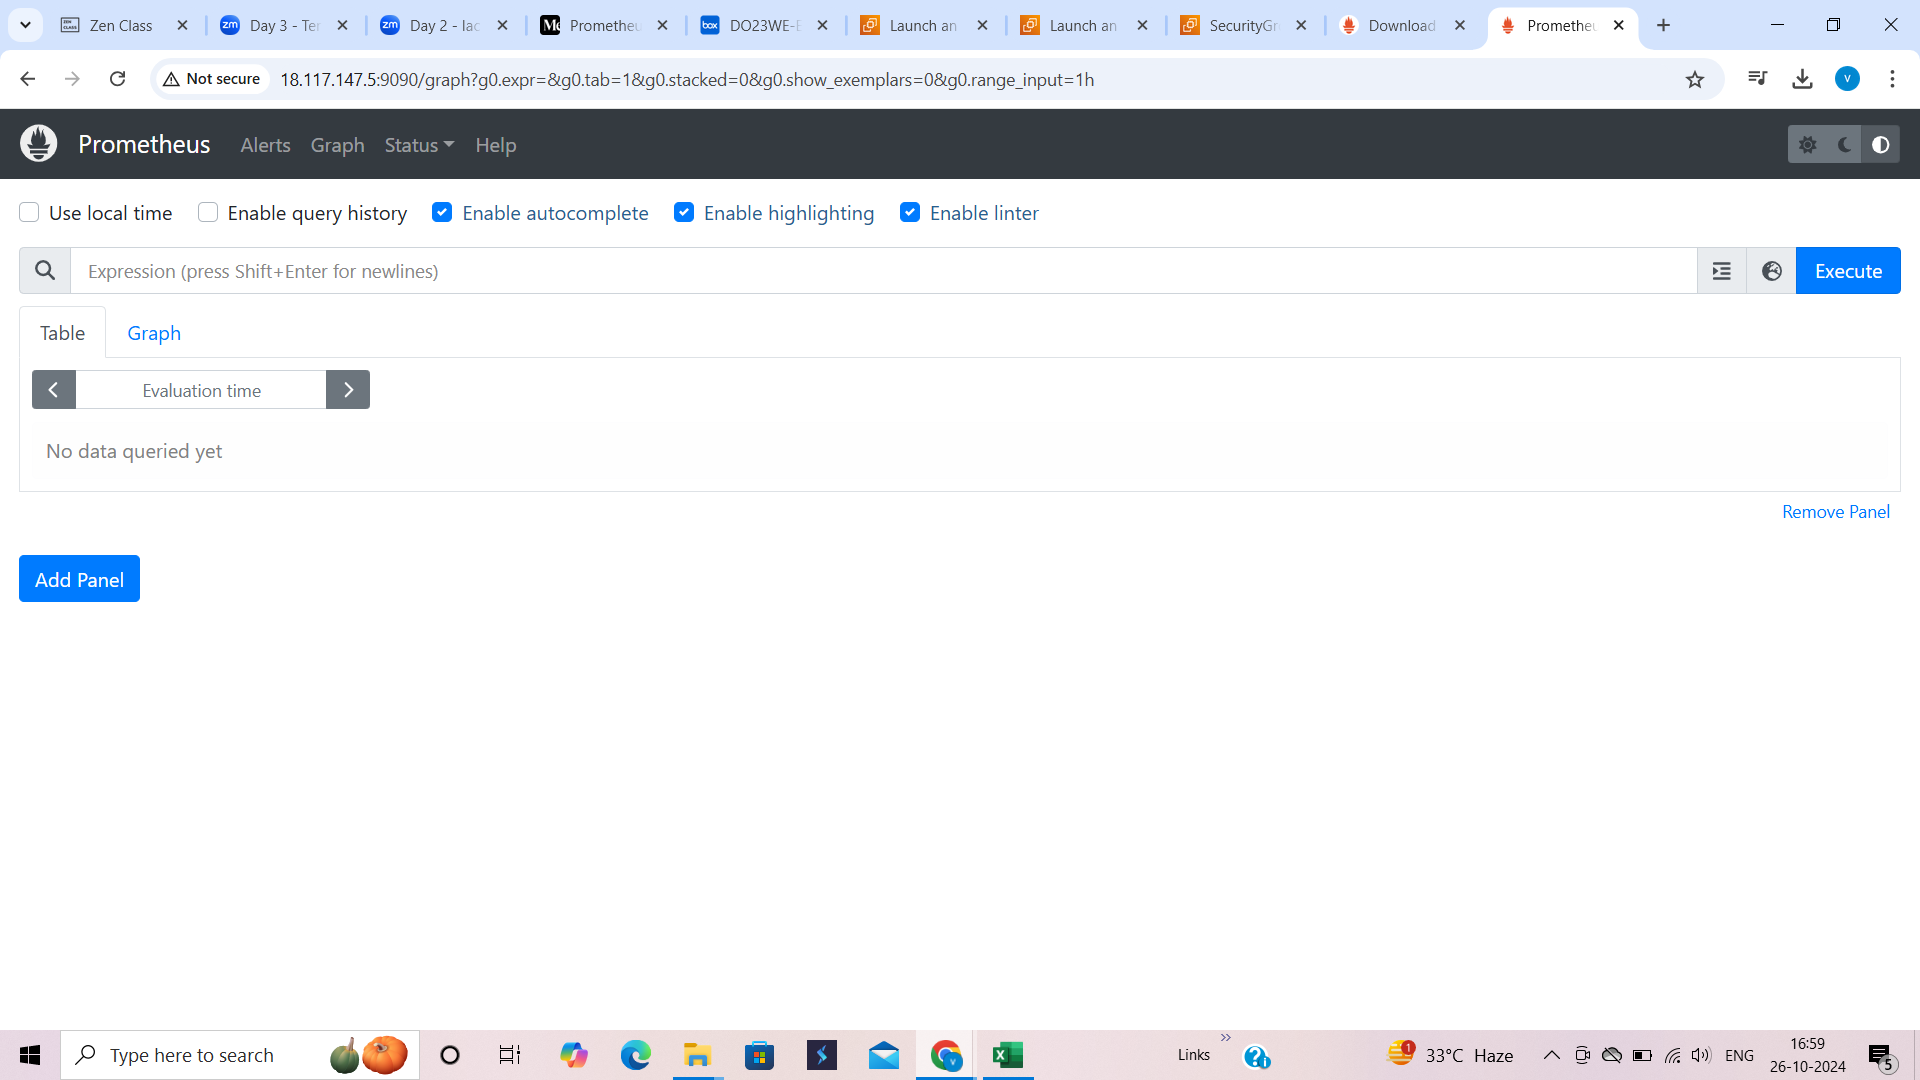 Zen Class
Day 3 - Ter
Day 2 - Iac
Prometheu
DO23WE-E
Launch an
Launch an
SecurityGr
Download
Prometheu
Not secure
18.117.147.5:9090/graph?g0.expr=&g0.tab=1&g0.stacked=0&g0.show_exemplars=0&g0.range_input=1h
V
Prometheus Alerts Graph Status Help
Use local time Enable query history Enable autocomplete Enable highlighting Enable linter
Expression (press Shift+Enter for newlines)
Execute
Table Graph
Evaluation time
No data queried yet
Remove Panel
Add Panel
Type here to search
Links
1
33°C Haze
ENG
16:59
26-10-2024
5